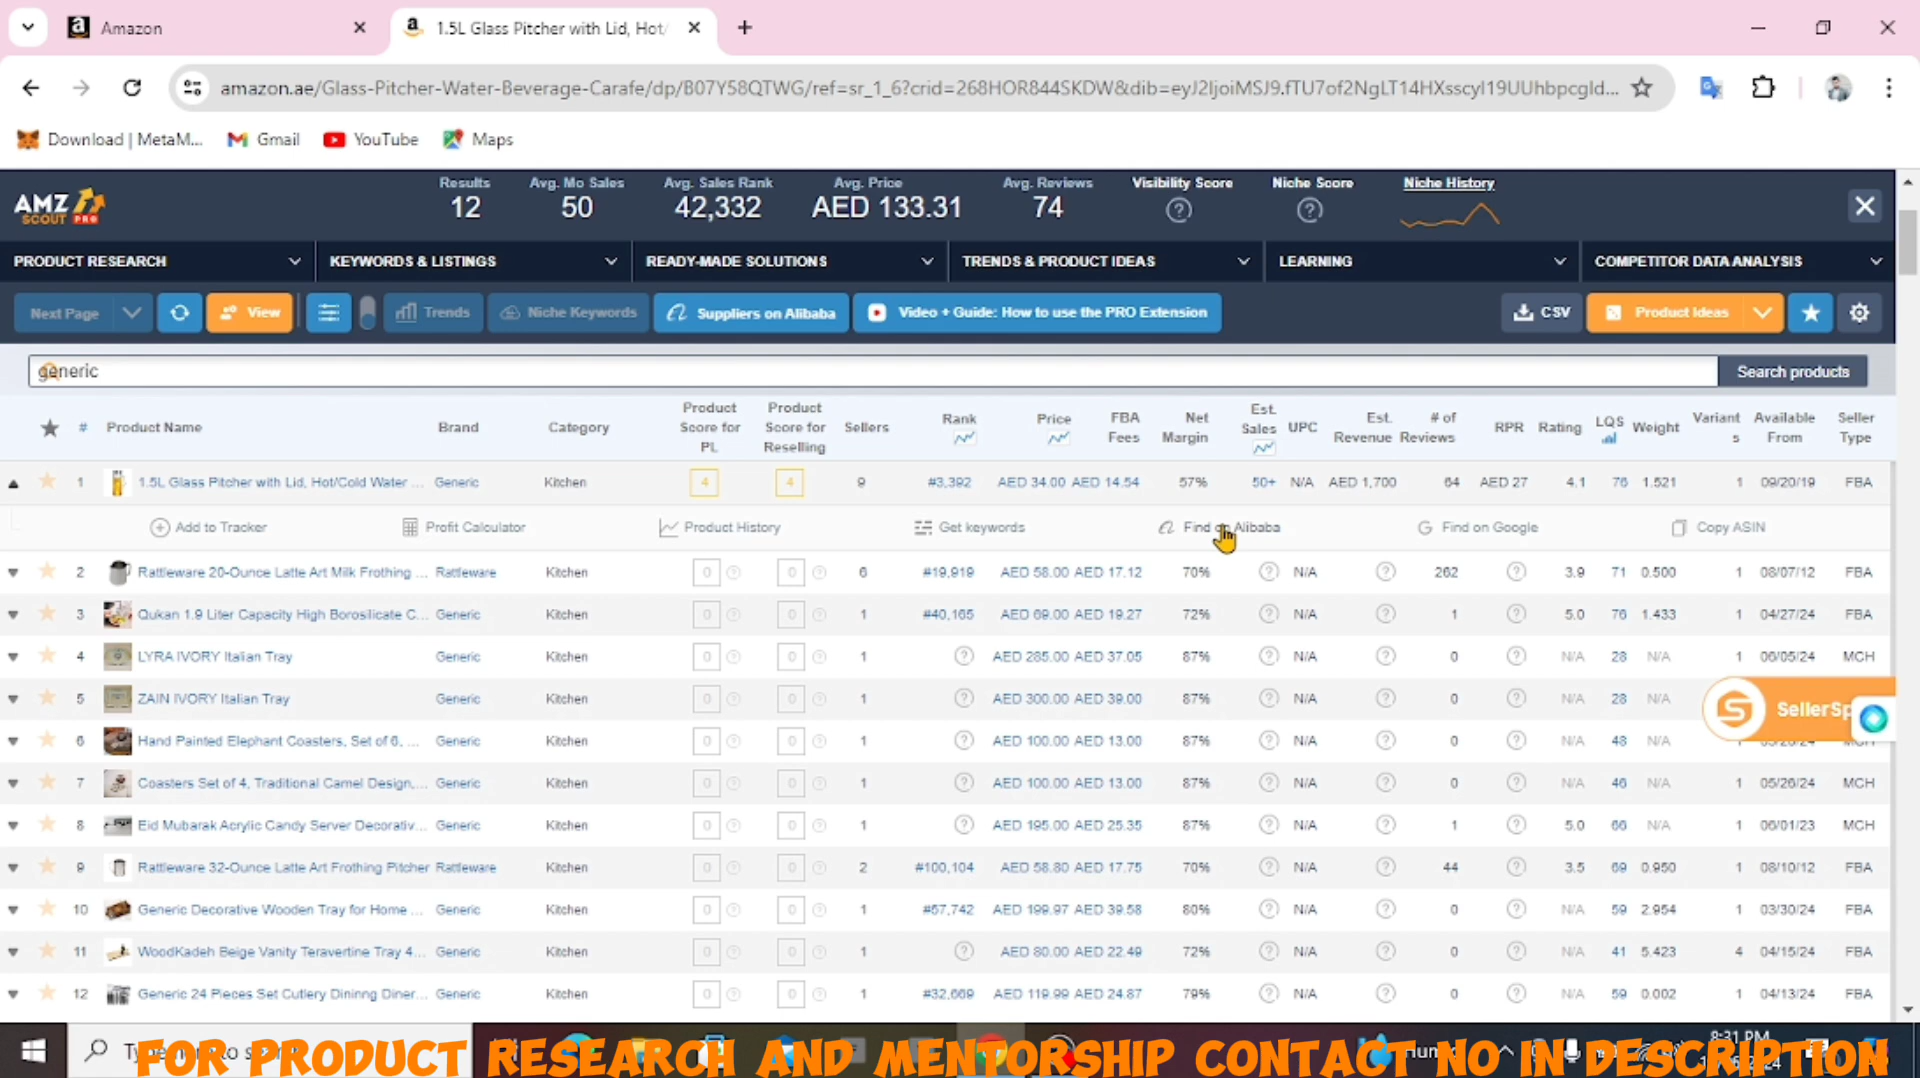 Amazon
1.5L Glass Pitcher with Lid, Hot/
amazon.ae/Glass-Pitcher-Water-Beverage-Carafe/dp/B07Y58QTWG/ref=sr_1_6?crid=268HOR844SKDW&dib=eyJ2IjoiMSJ9.fTU7of2NgLT14HXsscyl19UUhbpcgld...
Download | MetaM... Gmail YouTube Maps
AMZ SCOUT PRO
Results Avg. Mo Sales Avg. Sales Rank Avg. Price Avg. Reviews Visibility Score Niche Score Niche History
12 50 42,332 AED 133.31 74
PRODUCT RESEARCH KEYWORDS & LISTINGS READY-MADE SOLUTIONS TRENDS & PRODUCT IDEAS LEARNING COMPETITOR DATA ANALYSIS
Next Page View Trends Niche Keywords Suppliers on Alibaba Video + Guide: How to use the PRO Extension CSV Product Ideas
generic Search products
# Product Name Brand Category Product Score for PL Product Score for Reselling Sellers Rank Price FBA Fees Net Margin Est. Sales UPC Est. Revenue # of Reviews RPR Rating LQS Weight Variants Available From Seller Type
1 1.5L Glass Pitcher with Lid, Hot/Cold Water ... Generic Kitchen 4 4 9 #3,392 AED 34.00 AED 14.54 57% 50+ N/A AED 1,700 64 AED 27 4.1 76 1.521 1 09/20/19 FBA
Add to Tracker Profit Calculator Product History Get keywords Find on Alibaba Find on Google Copy ASIN
2 Rattleware 20-Ounce Latte Art Milk Frothing ... Rattleware Kitchen 0 0 6 #19,919 AED 58.00 AED 17.12 70% N/A 262 3.9 71 0.500 1 08/07/12 FBA
3 Qukan 1.9 Liter Capacity High Borosilicate C... Generic Kitchen 0 0 1 #40,165 AED 69.00 AED 19.27 72% N/A 1 5.0 76 1.433 1 04/27/24 FBA
4 LYRA IVORY Italian Tray Generic Kitchen 0 0 1 AED 285.00 AED 37.05 87% N/A 0 N/A 28 N/A 1 06/05/24 MCH
5 ZAIN IVORY Italian Tray Generic Kitchen 0 0 1 AED 300.00 AED 39.00 87% N/A 0 N/A 28 N/A
SellerSp
6 Hand Painted Elephant Coasters, Set of 6, ... Generic Kitchen 0 0 1 AED 100.00 AED 13.00 87% N/A 0 N/A 48 N/A
7 Coasters Set of 4, Traditional Camel Design,... Generic Kitchen 0 0 1 AED 100.00 AED 13.00 87% N/A 0 N/A 46 N/A 1 05/26/24 MCH
8 Eid Mubarak Acrylic Candy Server Decorativ... Generic Kitchen 0 0 1 AED 195.00 AED 25.35 87% N/A 1 5.0 66 N/A 1 06/01/23 MCH
9 Rattleware 32-Ounce Latte Art Frothing Pitcher Rattleware Kitchen 0 0 2 #100,104 AED 58.80 AED 17.75 70% N/A 44 3.5 69 0.950 1 08/10/12 FBA
10 Generic Decorative Wooden Tray for Home ... Generic Kitchen 0 0 1 #57,742 AED 199.97 AED 39.58 80% N/A 0 N/A 59 2.954 1 03/30/24 FBA
11 WoodKadeh Beige Vanity Teravertine Tray 4... Generic Kitchen 0 0 1 AED 80.00 AED 22.49 72% N/A 0 N/A 41 5.423 4 04/15/24 FBA
12 Generic 24 Pieces Set Cutlery Dininng Diner... Generic Kitchen 0 0 1 #32,669 AED 119.99 AED 24.87 79% N/A 0 N/A 59 0.002 1 04/13/24 FBA
8:31 PM
FOR PRODUCT RESEARCH AND MENTORSHIP CONTACT NO IN DESCRIPTION